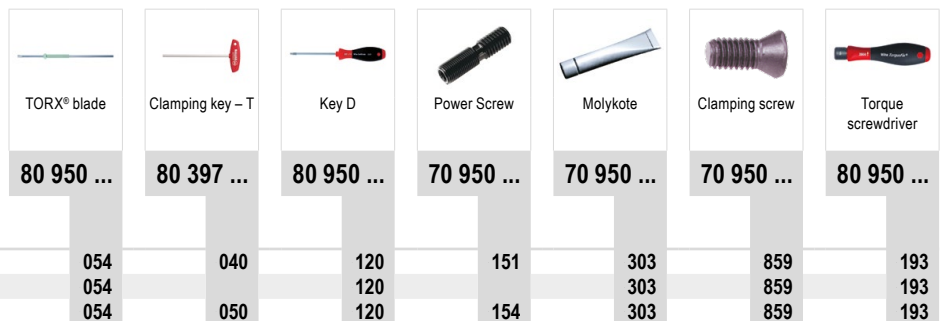 TORX® blade
Clamping key – T
Key D
Power Screw
Molykote
Clamping screw
Torque
screwdriver
80 950 ... 80 397 ... 80 950 ... 70 950 ... 70 950 ... 70 950 ... 80 950 ...
054 040 120 151 303 859 193
054 120 303 859 193
054 050 120 154 303 859 193